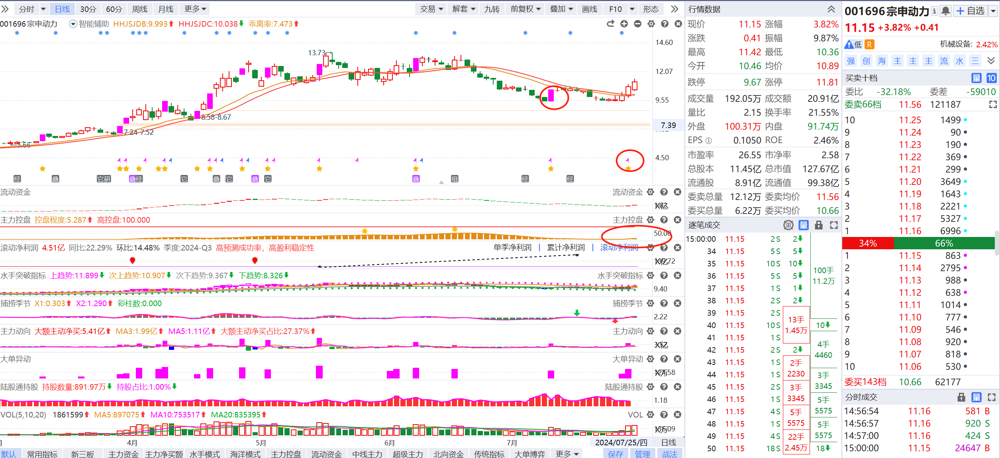 分时 日线 30分 60分 周线 月线 更多 交易 解套 九转 前复权 叠加 画线 F10 形态
001696 宗申动力 智能辅助 HHJSJDB:9.993 HHJSJDC:10.038 乖离率:7.473
14.60
13.73→
12.07
9.55
8.58-8.67
7.39
7.24-7.52
←5.66
4.50
经 叠 它 研 叠 经 它 叠 它 叠 它 叠 组 经 经
流动资金 流动资金
主力控盘 控盘程度:5.287 高控盘:100.000 主力控盘
50.00
滚动净利润 4.51亿 同比:22.29% 环比:14.48% 季度:2024-Q3 高预测成功率，高盈利稳定性 单季净利润 | 累计净利润 | 滚动净利润
水手突破指标 上趋势:11.899 次上趋势:10.907 次下趋势:9.367 下趋势:8.326 水手突破指标
9.40
捕捞季节 X1:0.303 X2:1.290 彩柱数:0.000 捕捞季节
2.22
主力动向 大额主动净买:5.41亿 MA3:1.99亿 MA5:1.11亿 大额主动净买占比:27.37% 主力动向
大单异动 大单异动
陆股通持股 持股数量:891.97万 持股占比:1.00% 陆股通持股
1.18
VOL(5,10,20) 1861599 MA5:897075 MA10:753517 MA20:835395 VOL
4月 5月 6月 7月 2024/07/25/四 日线
默认 常用指标 新三板 主力资金 主力净买额 水手模式 海洋模式 主力控盘 流动资金 中线主力 超级主力 北向资金 传统指标 大单博弈 更多 保存 管理 战法
行情数据
现价 11.15 涨幅 3.82%
涨跌 0.41 振幅 9.87%
最高 11.42 最低 10.36
今开 10.46 均价 10.89
跌停 9.67 涨停 11.81
成交量 192.05万 成交额 20.91亿
量比 2.15 换手率 21.55%
外盘 100.31万 内盘 91.74万
EPS ① 0.1050 ROE 2.46%
市盈率 26.55 市净率 2.58
总股本 11.45亿 总市值 127.67亿
流通股 8.91亿 流通值 99.38亿
委卖总量 12.12万 委卖均价 11.56
委买总量 6.22万 委买均价 10.66
逐笔成交 单 量
15:00:00 11.15 2 S 2
34 11.15 5 S 5
35 11.15 10 S 10
36 11.15 5 S 5
37 11.15 1 S 1
38 11.15 2 S 2
39 11.15 2 S
40 11.15 10 S 10
41 11.15 1 S
42 11.15 2 S 2
43 11.15 1 S
44 11.15 1 S
45 11.15 2 S
46 11.15 1 S
47 11.15 4 S
48 11.15 1 S
49 11.15 4 S
50 11.15 18 S 18
13手
1.45万
2手
2230
3手
3345
5手
5575
22手
2.45万
100手
11.2万
4手
4460
3手
3345
5手
5575
5手
5575
001696 宗申动力 i 自选
11.15 +3.82% +0.41
低 R 机械设备: 2.42%
强 创 海 主 主 主 流 水 三
买卖十档 量 10
委比 -32.18% 委差 -59010
委卖66档 11.56 121187
10 11.25 1499
9 11.24 90
8 11.23 190
7 11.22 369
6 11.21 299
5 11.20 3649
4 11.19 1643
3 11.18 2221
2 11.17 5327
1 11.16 6996
34% 66%
1 11.15 863
2 11.14 2795
3 11.13 988
4 11.12 638
5 11.11 1014
6 11.10 777
7 11.09 546
8 11.08 920
9 11.07 818
10 11.06 530
委买143档 10.66 62177
分时成交 量
14:56:54 11.16 581 B
14:56:57 11.16 920 S
14:57:00 11.16 424 S
15:00:00 11.15 24647 B